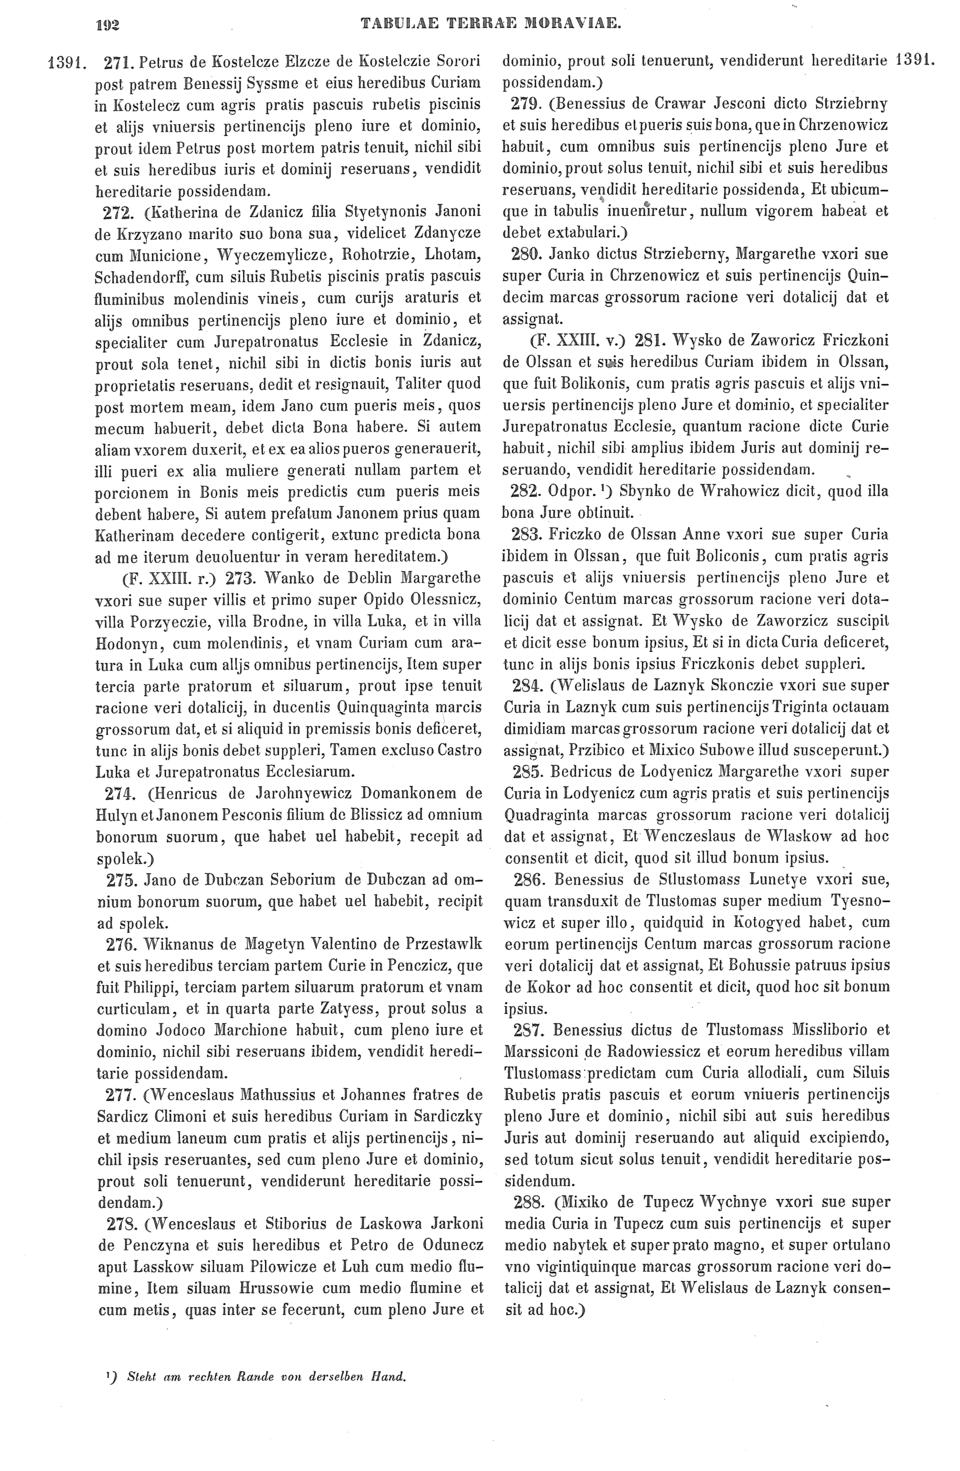 192
TABULAE TERRAE MORAVIAE.
1391. 271. Petrus de Kostelcze Elzcze de Kostelczie Sorori
post patrem Benessij Syssme et eius heredibus Curiam
in Kostelecz cum agris pratis pascuis rubetis piscinis
et alijs vniuersis pertinencijs pleno iure et dominio,
prout idem Petrus post mortem patris tenuit, nichil sibi
et suis heredibus iuris et dominij reseruans, vendidit
hereditarie possidendam.
272. (Katherina de Zdanicz filia Styetynonis Janoni
de Krzyzano marito suo bona sua, videlicet Zdanycze
cum Municione, Wyeczemylicze, Rohotrzie, Lhotam,
Schadendorff, cum siluis Rubetis piscinis pratis pascuis
fluminibus molendinis vineis, cum curijs araturis et
alijs omnibus pertinencijs pleno iure et dominio, et
specialiter cum Jurepatronatus Ecclesie in Zdanicz,
prout sola tenet, nichil sibi in dictis bonis iuris aut
proprietatis reseruans, dedit et resignauit, Taliter quod
post mortem meam, idem Jano cum pueris meis, quos
mecum habuerit, debet dicta Bona habere. Si autem
aliam vxorem duxerit, et ex ea alios pueros generauerit,
illi pueri ex alia muliere generati nullam partem et
porcionem in Bonis meis predictis cum pueris meis
debent habere, Si autem prefatum Janonem prius quam
Katherinam decedere contigerit, extunc predicta bona
ad me iterum deuoluentur in veram hereditatem.)
(F. XXIII. r.) 273. Wanko de Deblin Margarethe
vxori sue super villis et primo super Opido Olessnicz,
villa Porzyeczie, villa Brodne, in villa Luka, et in villa
Hodonyn, cum molendinis, et vnam Curiam cum ara-
tura in Luka cum alijs omnibus pertinencijs, Item super
tercia parte pratorum et siluarum, prout ipse tenuit
racione veri dotalicij, in ducentis Quinquaginta marcis
grossorum dat, et si aliquid in premissis bonis deficeret,
tunc in alijs bonis debet suppleri, Tamen excluso Castro
Luka et Jurepatronatus Ecclesiarum.
274. (Henricus de Jarohnyewicz Domankonem de
Hulyn et Janonem Pesconis filium de Blissicz ad omnium
bonorum suorum, que habet uel habebit, recepit ad
spolek.)
275. Jano de Dubczan Seborium de Dubczan ad om-
nium bonorum suorum, que habet uel habebit, recipit
ad spolek.
276. Wiknanus de Magetyn Valentino de Przestawlk
et suis heredibus terciam partem Curie in Penczicz, que
fuit Philippi, terciam partem siluarum pratorum et vnam
curticulam, et in quarta parte Zatyess, prout solus a
domino Jodoco Marchione habuit, cum pleno iure et
dominio, nichil sibi reseruans ibidem, vendidit heredi-
tarie possidendam.
277. (Wenceslaus Mathussius et Johannes fratres de
Sardicz Climoni et suis heredibus Curiam in Sardiczky
et medium laneum cum pratis et alijs pertinencijs, ni-
chil ipsis reseruantes, sed cum pleno Jure et dominio,
prout soli tenuerunt, vendiderunt hereditarie possi-
dendam.)
278. (Wenceslaus et Stiborius de Laskowa Jarkoni
de Penczyna et suis heredibus et Petro de Odunecz
aput Lasskow siluam Pilowicze et Luh cum medio flu-
mine, Item siluam Hrussowie cum medio flumine et
cum metis, quas inter se fecerunt, cum pleno Jure et
dominio, prout soli tenuerunt, vendiderunt hereditarie 1391.
possidendam.)
279. (Benessius de Crawar Jesconi dicto Strziebrny
et suis heredibus et pueris suis bona, que in Chrzenowicz
habuit, cum omnibus suis pertinencijs pleno Jure et
dominio, prout solus tenuit, nichil sibi et suis heredibus
reseruans, vendidit hereditarie possidenda, Et ubicum-
que in tabulis inueniretur, nullum vigorem habeat et
debet extabulari.)
280. Janko dictus Strzieberny, Margarethe vxori sue
super Curia in Chrzenowicz et suis pertinencijs Quin-
decim marcas grossorum racione veri dotalicij dat et
assignat.
(F. XXIII. v.) 281. Wysko de Zaworicz Friczkoni
de Olssan et suis heredibus Curiam ibidem in Olssan,
que fuit Bolikonis, cum pratis agris pascuis et alijs vni-
uersis pertinencijs pleno Jure et dominio, et specialiter
Jurepatronatus Ecclesie, quantum racione dicte Curie
habuit, nichil sibi amplius ibidem Juris aut dominij re-
seruando, vendidit hereditarie possidendam.
282. Odpor. ¹) Sbynko de Wrahowicz dicit, quod illa
bona Jure obtinuit.
283. Friczko de Olssan Anne vxori sue super Curia
ibidem in Olssan, que fuit Boliconis, cum pratis agris
pascuis et alijs vniuersis pertinencijs pleno Jure et
dominio Centum marcas grossorum racione veri dota-
licij dat et assignat. Et Wysko de Zaworzicz suscipit
et dicit esse bonum ipsius, Et si in dicta Curia deficeret,
tunc in alijs bonis ipsius Friczkonis debet suppleri.
284. (Welislaus de Laznyk Skonczie vxori sue super
Curia in Laznyk cum suis pertinencijs Triginta octauam
dimidiam marcas grossorum racione veri dotalicij dat et
assignat, Przibico et Mixico Subowe illud susceperunt.)
285. Bedricus de Lodyenicz Margarethe vxori super
Curia in Lodyenicz cum agris pratis et suis pertinencijs
Quadraginta marcas grossorum racione veri dotalicij
dat et assignat, Et Wenczeslaus de Wlaskow ad hoc
consentit et dicit, quod sit illud bonum ipsius.
286. Benessius de Stlustomass Lunetye vxori sue,
quam transduxit de Tlustomas super medium Tyesno-
wicz et super illo, quidquid in Kotogyed habet, cum
eorum pertinencijs Centum marcas grossorum racione
veri dotalicij dat et assignat, Et Bohussie patruus ipsius
de Kokor ad hoc consentit et dicit, quod hoc sit bonum
ipsius.
287. Benessius dictus de Tlustomass Missliborio et
Marssiconi de Radowiessicz et eorum heredibus villam
Tlustomass predictam cum Curia allodiali, cum Siluis
Rubetis pratis pascuis et eorum vniueris pertinencijs
pleno Jure et dominio, nichil sibi aut suis heredibus
Juris aut dominij reseruando aut aliquid excipiendo,
sed totum sicut solus tenuit, vendidit hereditarie pos-
sidendum.
288. (Mixiko de Tupecz Wychnye vxori sue super
media Curia in Tupecz cum suis pertinencijs et super
medio nabytek et super prato magno, et super ortulano
vno vigintiquinque marcas grossorum racione veri do-
talicij dat et assignat, Et Welislaus de Laznyk consen-
sit ad hoc.)
¹) Steht am rechten Rande von derselben Hand.